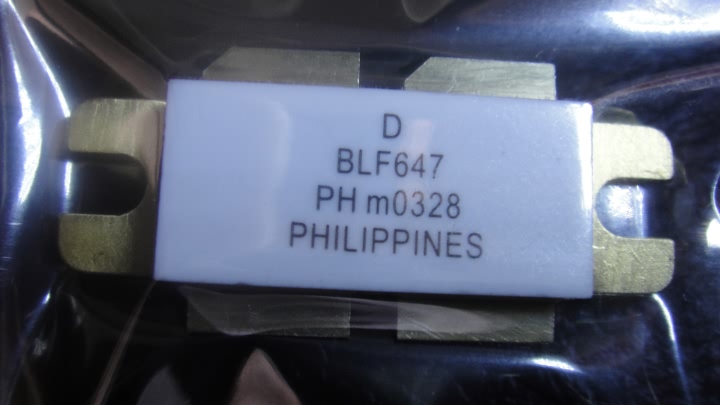 D
BLF647
PH m0328
PHILIPPINES